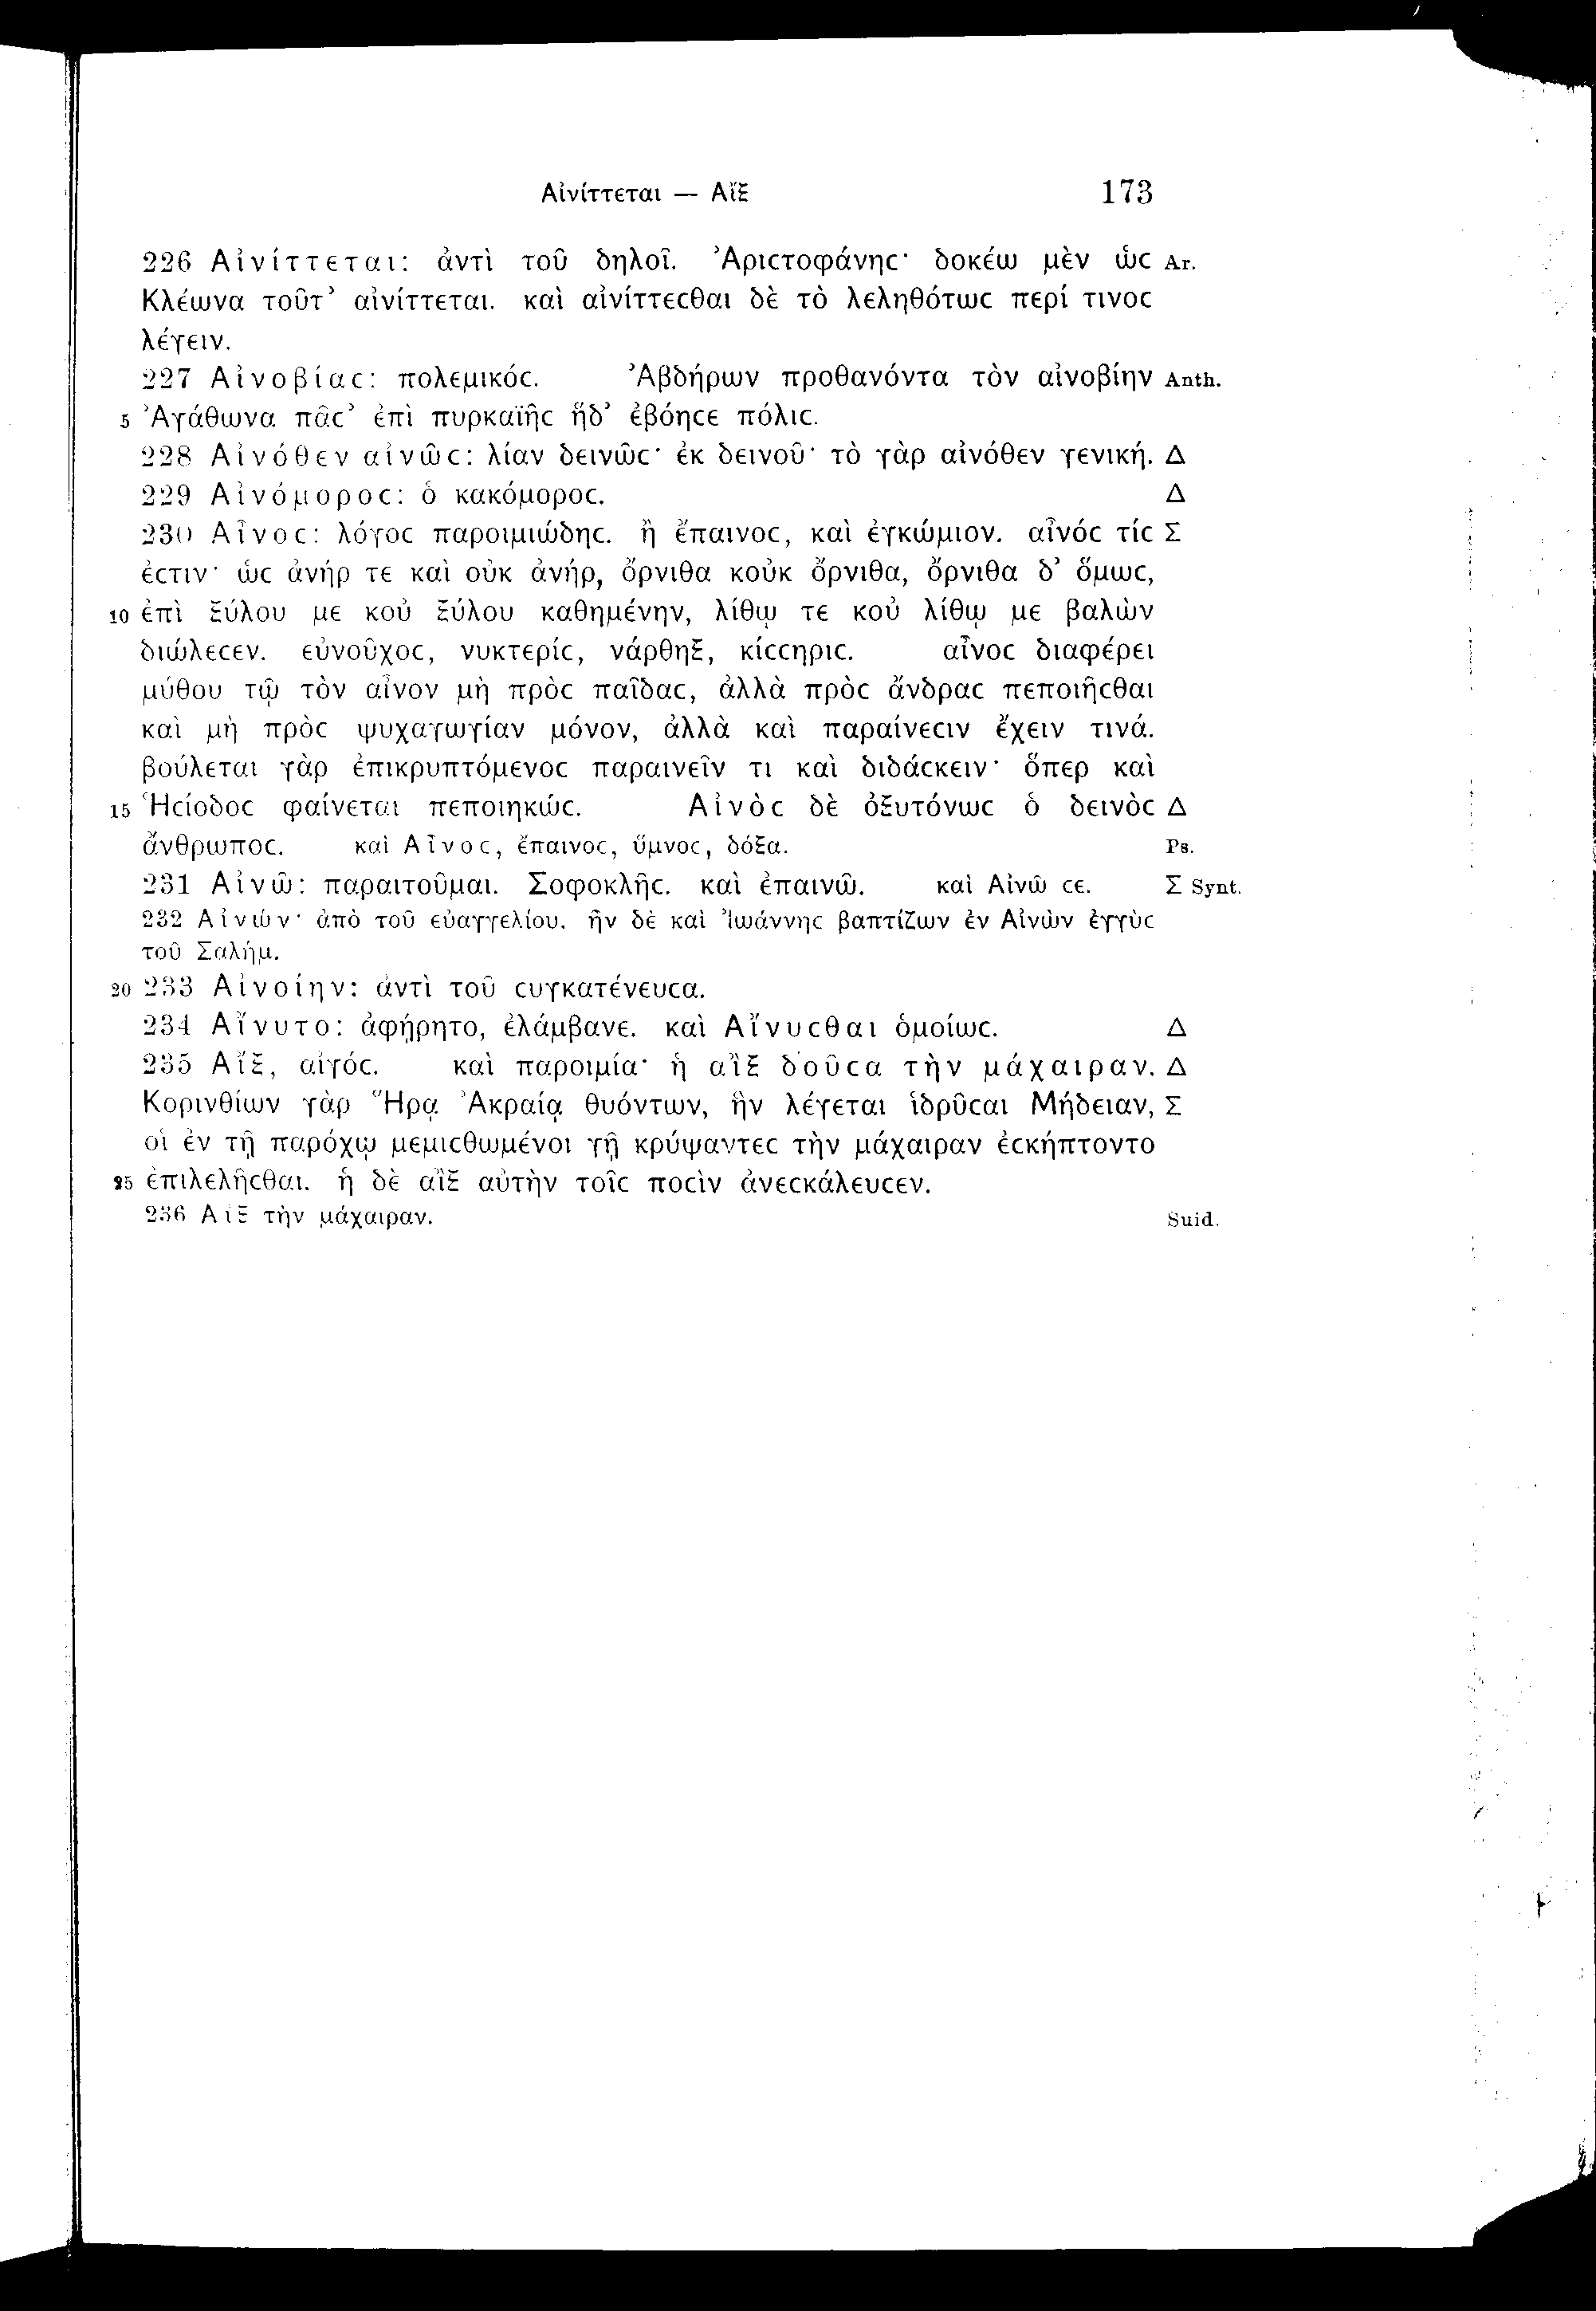 Αἰνίττεται — Αἴξ 173
226 Αἰνίττεται: ἀντὶ τοῦ δηλοῖ. Ἀριϲτοφάνηϲ· δοκέω μὲν ὡϲ Ar.
Κλέωνα τοῦτ’ αἰνίττεται. καὶ αἰνίττεϲθαι δὲ τὸ λεληθότωϲ περί τινοϲ
λέγειν.
227 Αἰνοβίαϲ: πολεμικόϲ. Ἀβδήρων προθανόντα τὸν αἰνοβίην Anth.
5 Ἀγάθωνα πᾶϲ’ ἐπὶ πυρκαϊῆϲ ἥδ’ ἐβόηϲε πόλιϲ.
228 Αἰνόθεν αἰνῶϲ: λίαν δεινῶϲ· ἐκ δεινοῦ· τὸ γὰρ αἰνόθεν γενική. Δ
229 Αἰνόμοροϲ: ὁ κακόμοροϲ. Δ
230 Αἶνοϲ: λόγοϲ παροιμιώδηϲ. ἢ ἔπαινοϲ, καὶ ἐγκώμιον. αἶνόϲ τίϲ Σ
ἐϲτιν· ὡϲ ἀνήρ τε καὶ οὐκ ἀνήρ, ὄρνιθα κοὐκ ὄρνιθα, ὄρνιθα δ’ ὅμωϲ,
10 ἐπὶ ξύλου με κοὐ ξύλου καθημένην, λίθῳ τε κοὐ λίθῳ με βαλὼν
διώλεϲεν. εὐνοῦχοϲ, νυκτερίϲ, νάρθηξ, κίϲϲηριϲ. αἶνοϲ διαφέρει
μύθου τῷ τὸν αἶνον μὴ πρὸϲ παῖδαϲ, ἀλλὰ πρὸϲ ἄνδραϲ πεποιῆϲθαι
καὶ μὴ πρὸϲ ψυχαγωγίαν μόνον, ἀλλὰ καὶ παραίνεϲιν ἔχειν τινά.
βούλεται γὰρ ἐπικρυπτόμενοϲ παραινεῖν τι καὶ διδάϲκειν· ὅπερ καὶ
15 Ἡϲίοδοϲ φαίνεται πεποιηκώϲ. Αἰνὸϲ δὲ ὀξυτόνωϲ ὁ δεινὸϲ Δ
ἄνθρωποϲ. καὶ Αἶνοϲ, ἔπαινοϲ, ὕμνοϲ, δόξα. Ps.
231 Αἰνῶ: παραιτοῦμαι. Σοφοκλῆϲ. καὶ ἐπαινῶ. καὶ Αἰνῶ ϲε. Σ Synt.
232 Αἰνών· ἀπὸ τοῦ εὐαγγελίου. ἦν δὲ καὶ Ἰωάννηϲ βαπτίζων ἐν Αἰνὼν ἐγγὺϲ
τοῦ Σαλήμ.
20 233 Αἰνοίην: ἀντὶ τοῦ ϲυγκατένευϲα.
234 Αἴνυτο: ἀφῄρητο, ἐλάμβανε. καὶ Αἴνυϲθαι ὁμοίωϲ. Δ
235 Αἴξ, αἰγόϲ. καὶ παροιμία· ἡ αἲξ δοῦϲα τὴν μάχαιραν. Δ
Κορινθίων γὰρ Ἥρᾳ Ἀκραίᾳ θυόντων, ἣν λέγεται ἱδρῦϲαι Μήδειαν, Σ
οἱ ἐν τῇ παρόχῳ μεμιϲθωμένοι γῇ κρύψαντεϲ τὴν μάχαιραν ἐϲκήπτοντο
25 ἐπιλελῆϲθαι. ἡ δὲ αἲξ αὐτὴν τοῖϲ ποϲὶν ἀνεϲκάλευϲεν.
236 Αἲξ τὴν μάχαιραν. Suid.